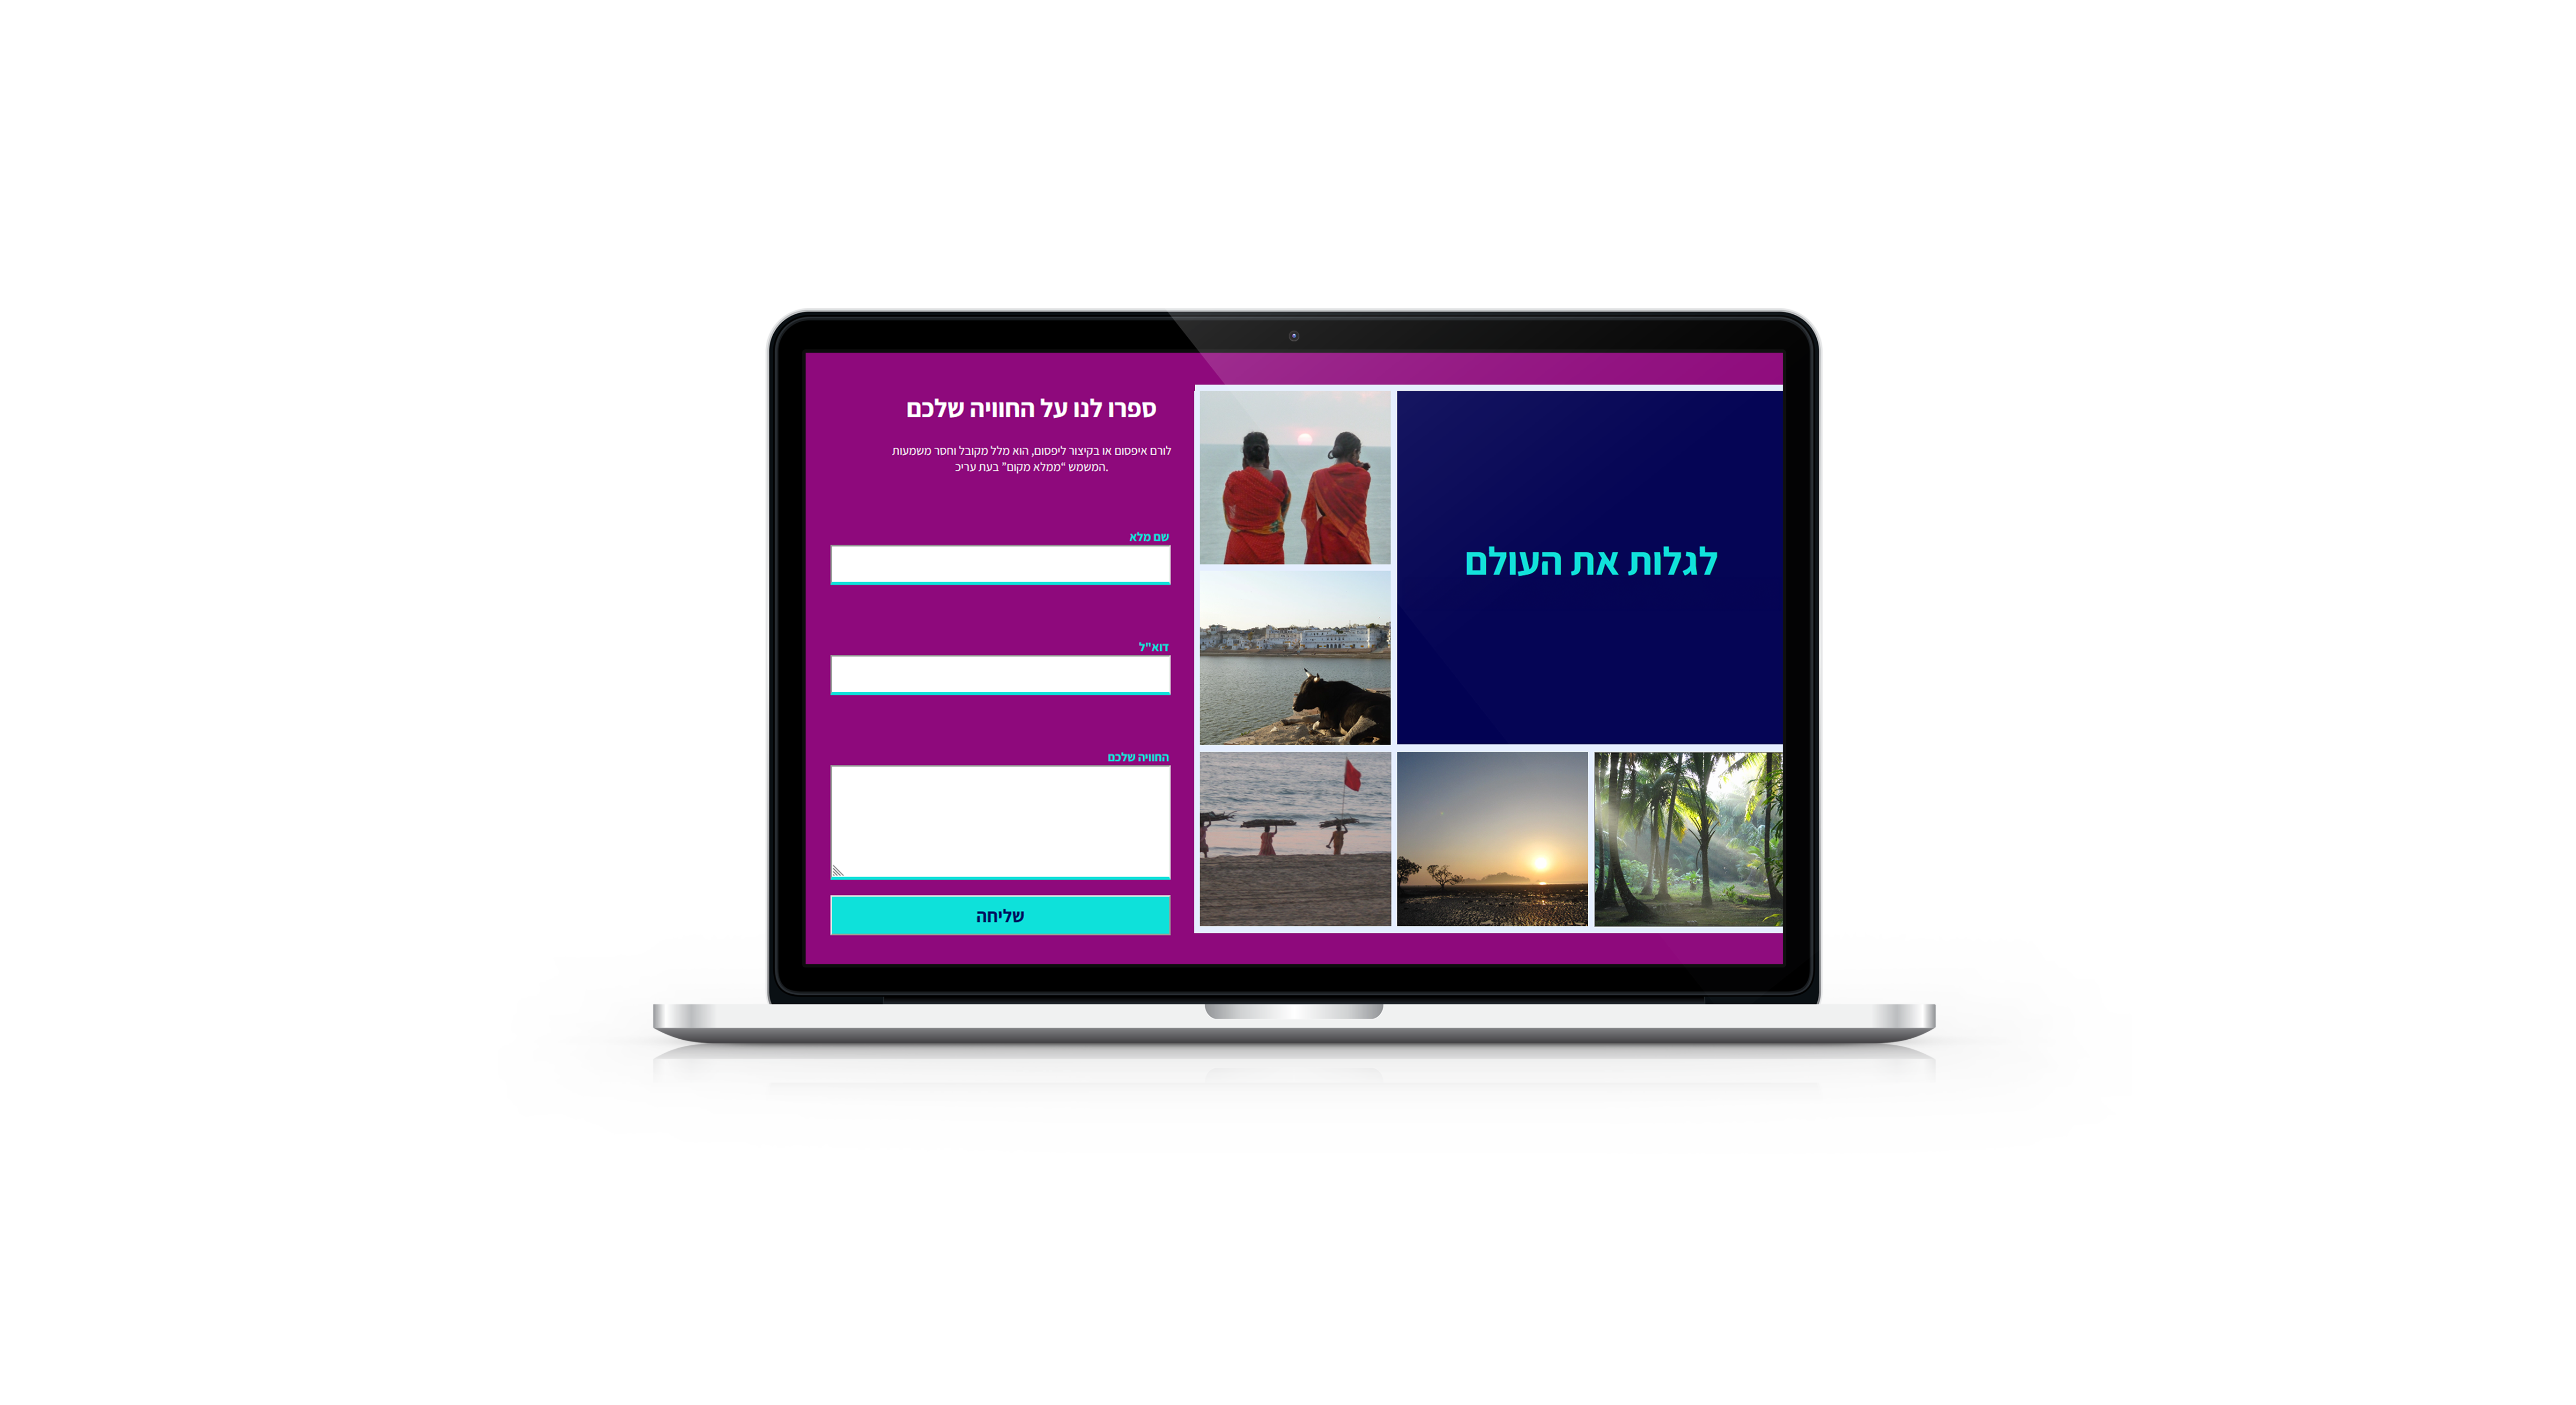 לגלות את העולם
ספרו לנו על החוויה שלכם
לורם איפסום או בקיצור ליפסום, הוא מלל מקובל וחסר משמעות
המשמש "ממלא מקום" בעת עריכ.
שם מלא
דוא"ל
החוויה שלכם
שליחה